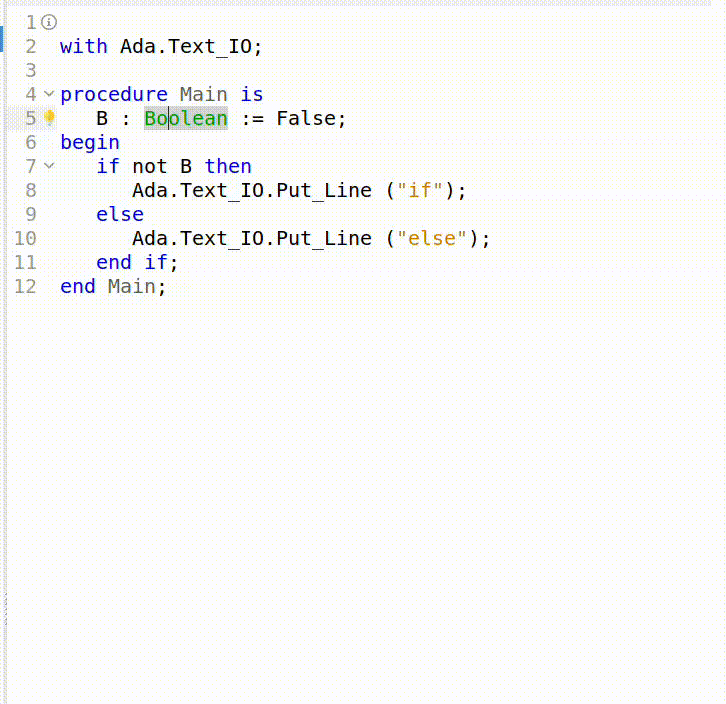 1
2 with Ada.Text_IO;
3
4 procedure Main is
5    B : Boolean := False;
6 begin
7    if not B then
8       Ada.Text_IO.Put_Line ("if");
9    else
10       Ada.Text_IO.Put_Line ("else");
11    end if;
12 end Main;